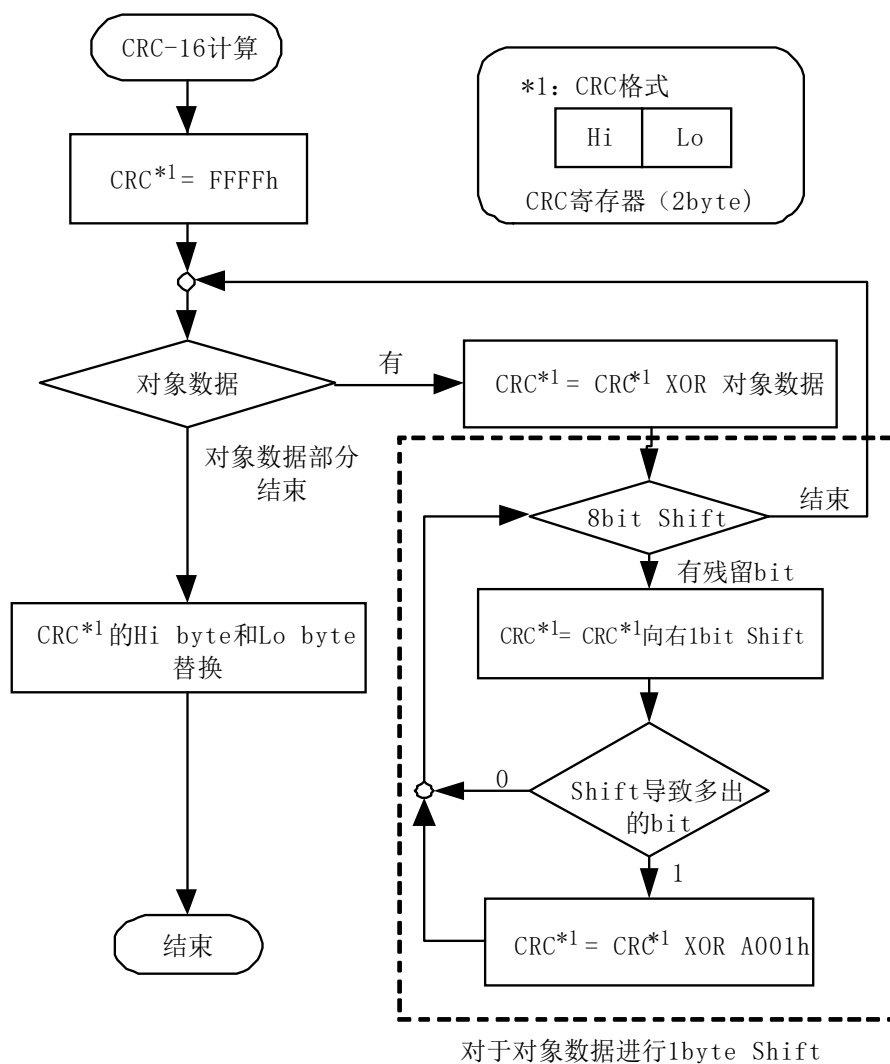 CRC-16计算
*1: CRC格式
Hi Lo
CRC寄存器（2byte)
CRC*1= FFFFh
对象数据
有
CRC*1= CRC*1 XOR 对象数据
对象数据部分
结束
8bit Shift
结束
有残留bit
CRC*1= CRC*1向右1bit Shift
CRC*1的Hi byte和Lo byte
替换
0
Shift导致多出
的bit
1
CRC*1= CRC*1 XOR A001h
结束
对于对象数据进行1byte Shift